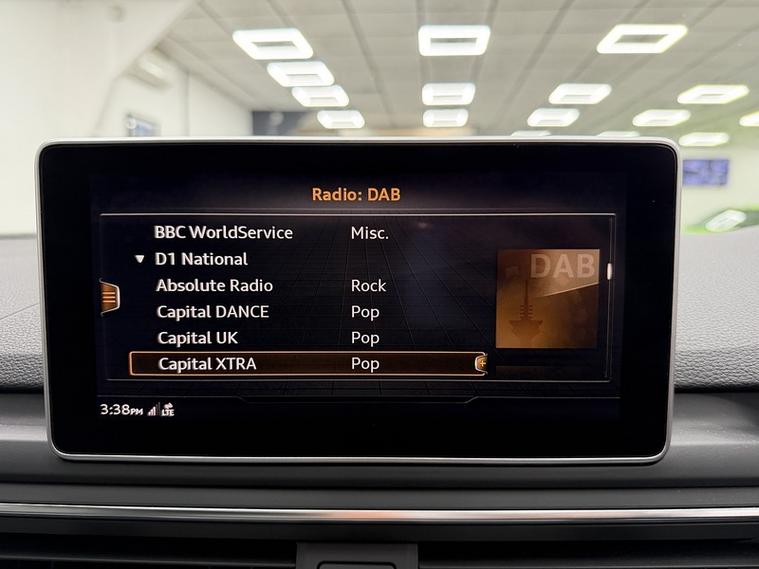 Radio: DAB
BBC WorldService Misc.
▼ D1 National
Absolute Radio Rock
Capital DANCE Pop
Capital UK Pop
Capital XTRA Pop
DAB
3:38PM LTE